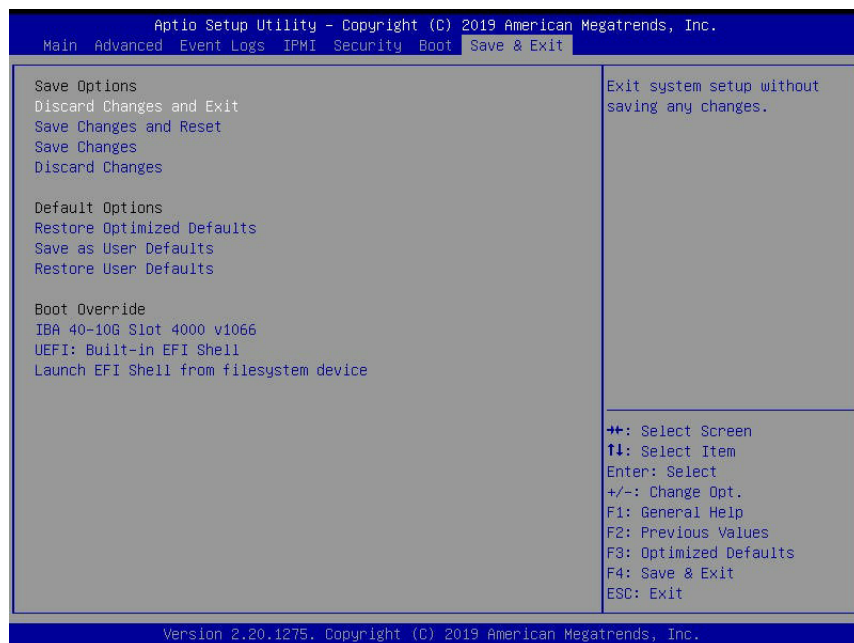 Aptio Setup Utility – Copyright (C) 2019 American Megatrends, Inc.
Main Advanced Event Logs IPMI Security Boot Save & Exit
Save Options
Discard Changes and Exit
Save Changes and Reset
Save Changes
Discard Changes
Default Options
Restore Optimized Defaults
Save as User Defaults
Restore User Defaults
Boot Override
IBA 40-10G Slot 4000 v1066
UEFI: Built-in EFI Shell
Launch EFI Shell from filesystem device
Exit system setup without
saving any changes.
→←: Select Screen
↑↓: Select Item
Enter: Select
+/-: Change Opt.
F1: General Help
F2: Previous Values
F3: Optimized Defaults
F4: Save & Exit
ESC: Exit
Version 2.20.1275. Copyright (C) 2019 American Megatrends, Inc.